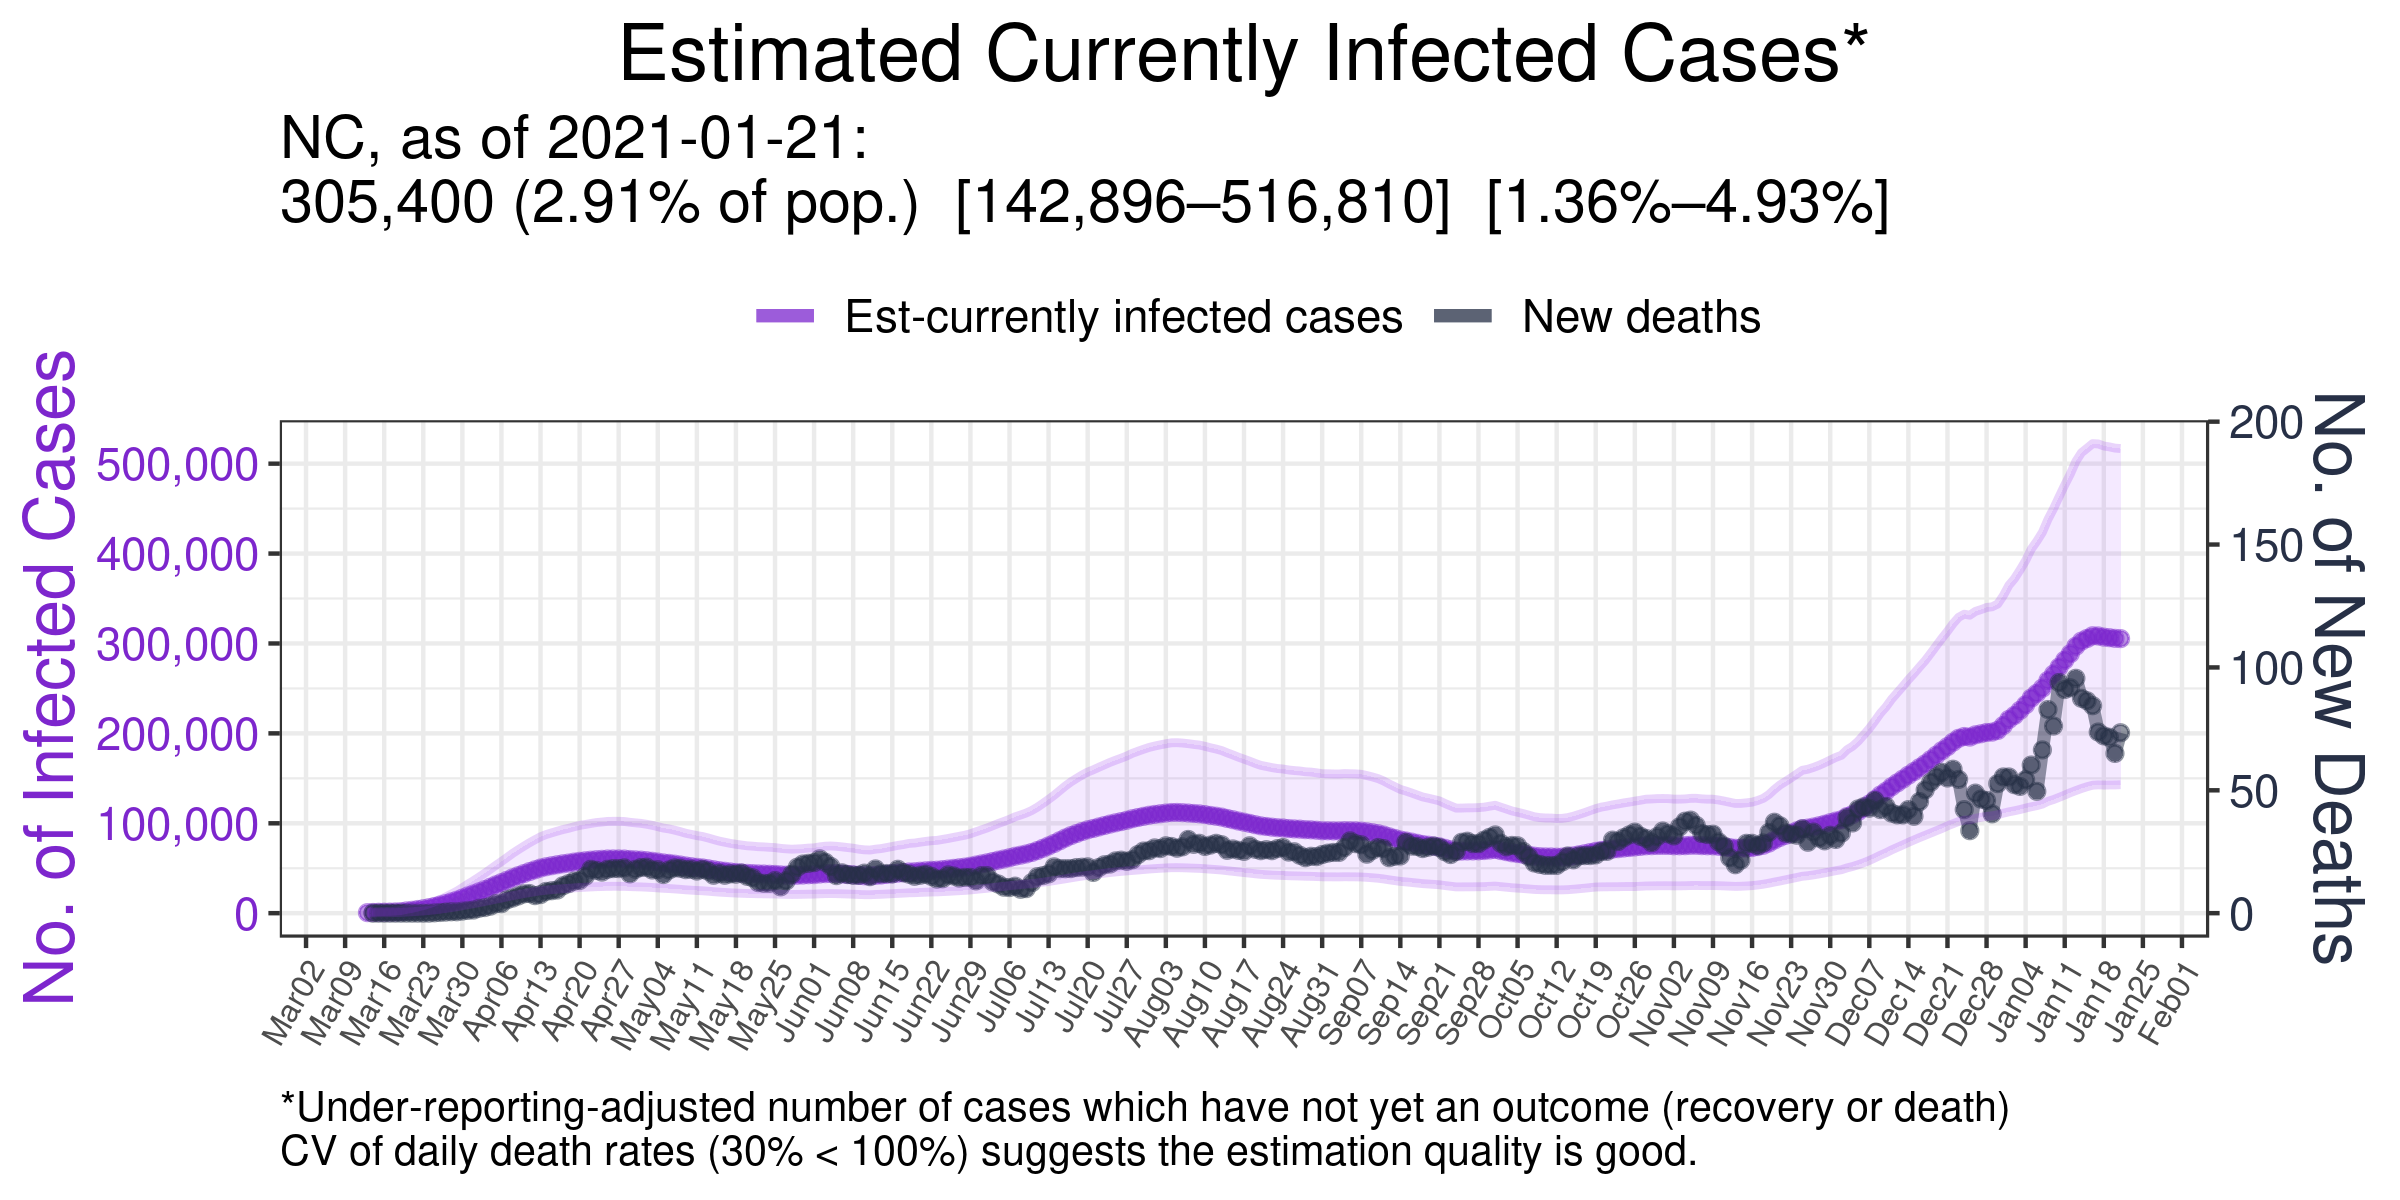 Estimated Currently Infected Cases*
NC, as of 2021-01-21:
305,400 (2.91% of pop.) [142,896–516,810] [1.36%–4.93%]
Est-currently infected cases New deaths
No. of Infected Cases
500,000
400,000
300,000
200,000
100,000
0
200
150
100
50
0
No. of New Deaths
Mar02 Mar09 Mar16 Mar23 Mar30 Apr06 Apr13 Apr20 Apr27 May04 May11 May18 May25 Jun01 Jun08 Jun15 Jun22 Jun29 Jul06 Jul13 Jul20 Jul27 Aug03 Aug10 Aug17 Aug24 Aug31 Sep07 Sep14 Sep21 Sep28 Oct05 Oct12 Oct19 Oct26 Nov02 Nov09 Nov16 Nov23 Nov30 Dec07 Dec14 Dec21 Dec28 Jan04 Jan11 Jan18 Jan25 Feb01
*Under-reporting-adjusted number of cases which have not yet an outcome (recovery or death)
CV of daily death rates (30% < 100%) suggests the estimation quality is good.